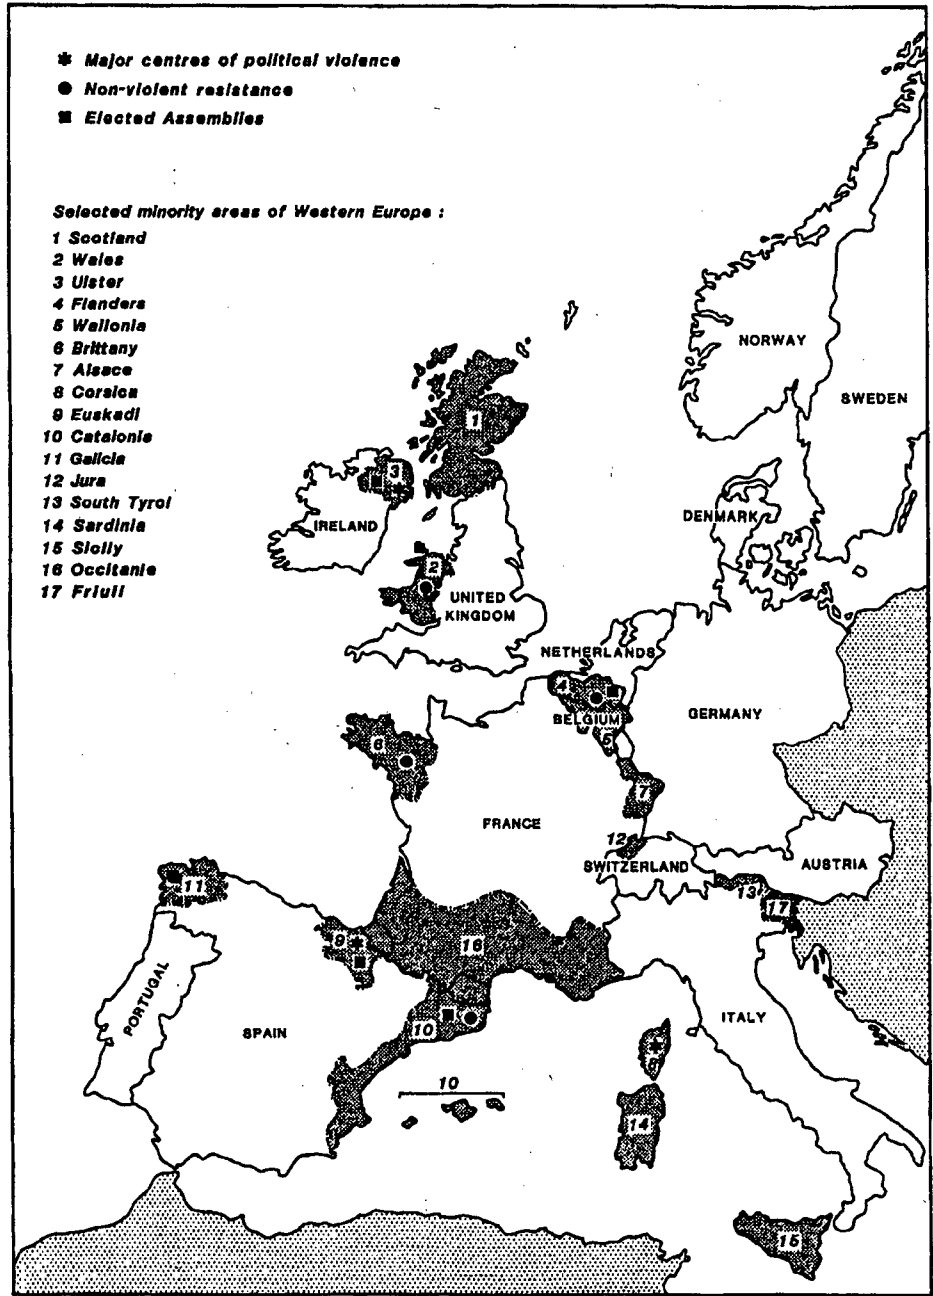 * Major centres of political violence
● Non-violent resistance
■ Elected Assemblies
Selected minority areas of Western Europe :
1 Scotland
2 Wales
3 Ulster
4 Flanders
5 Wallonia
6 Brittany
7 Alsace
8 Corsica
9 Euskadi
10 Catalonia
11 Galicia
12 Jura
13 South Tyrol
14 Sardinia
15 Sicily
16 Occitanie
17 Friuli
NORWAY
SWEDEN
1
3
IRELAND
DENMARK
2
UNITED
KINGDOM
NETHERLANDS
4
BELGIUM
GERMANY
5
6
7
FRANCE
12
SWITZERLAND
AUSTRIA
11
13
17
9
16
PORTUGAL
SPAIN
10
ITALY
8
10
14
15